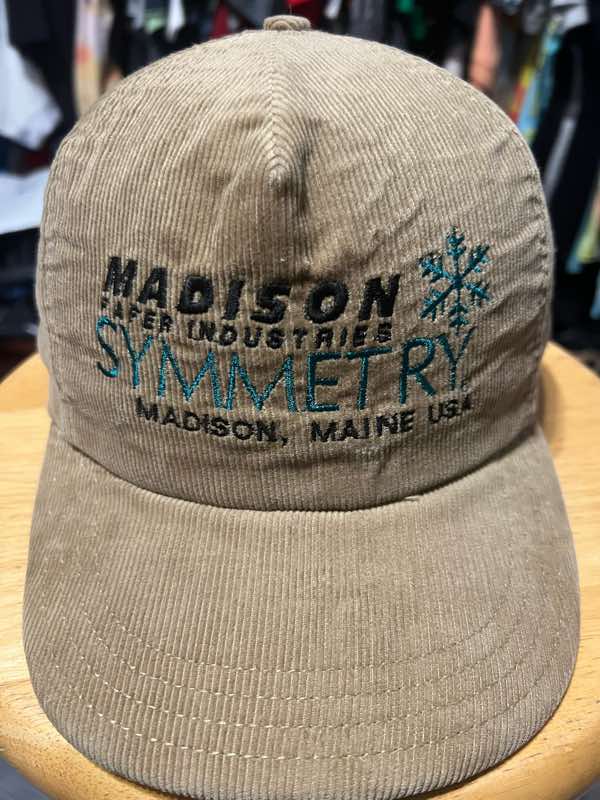 MADISON
PAPER INDUSTRIES
SYMMETRY
MADISON, MAINE USA